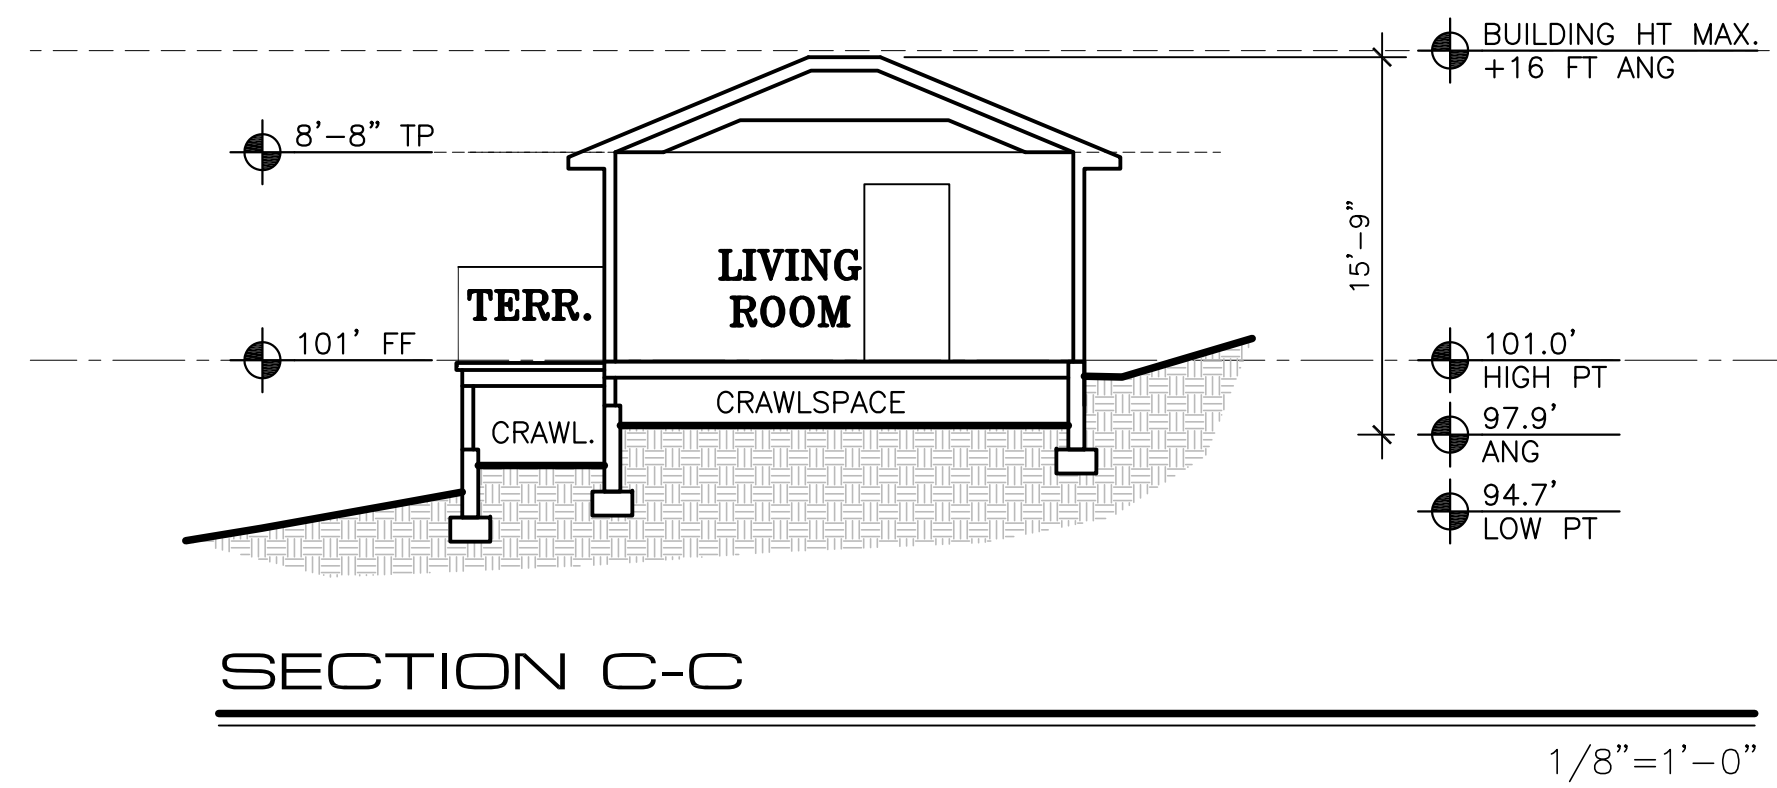 BUILDING HT MAX.
+16 FT ANG
8'-8" TP
15'-9"
LIVING
ROOM
TERR.
101' FF
101.0'
HIGH PT
CRAWLSPACE
97.9'
ANG
CRAWL.
94.7'
LOW PT
SECTION C-C
1/8"=1'-0"